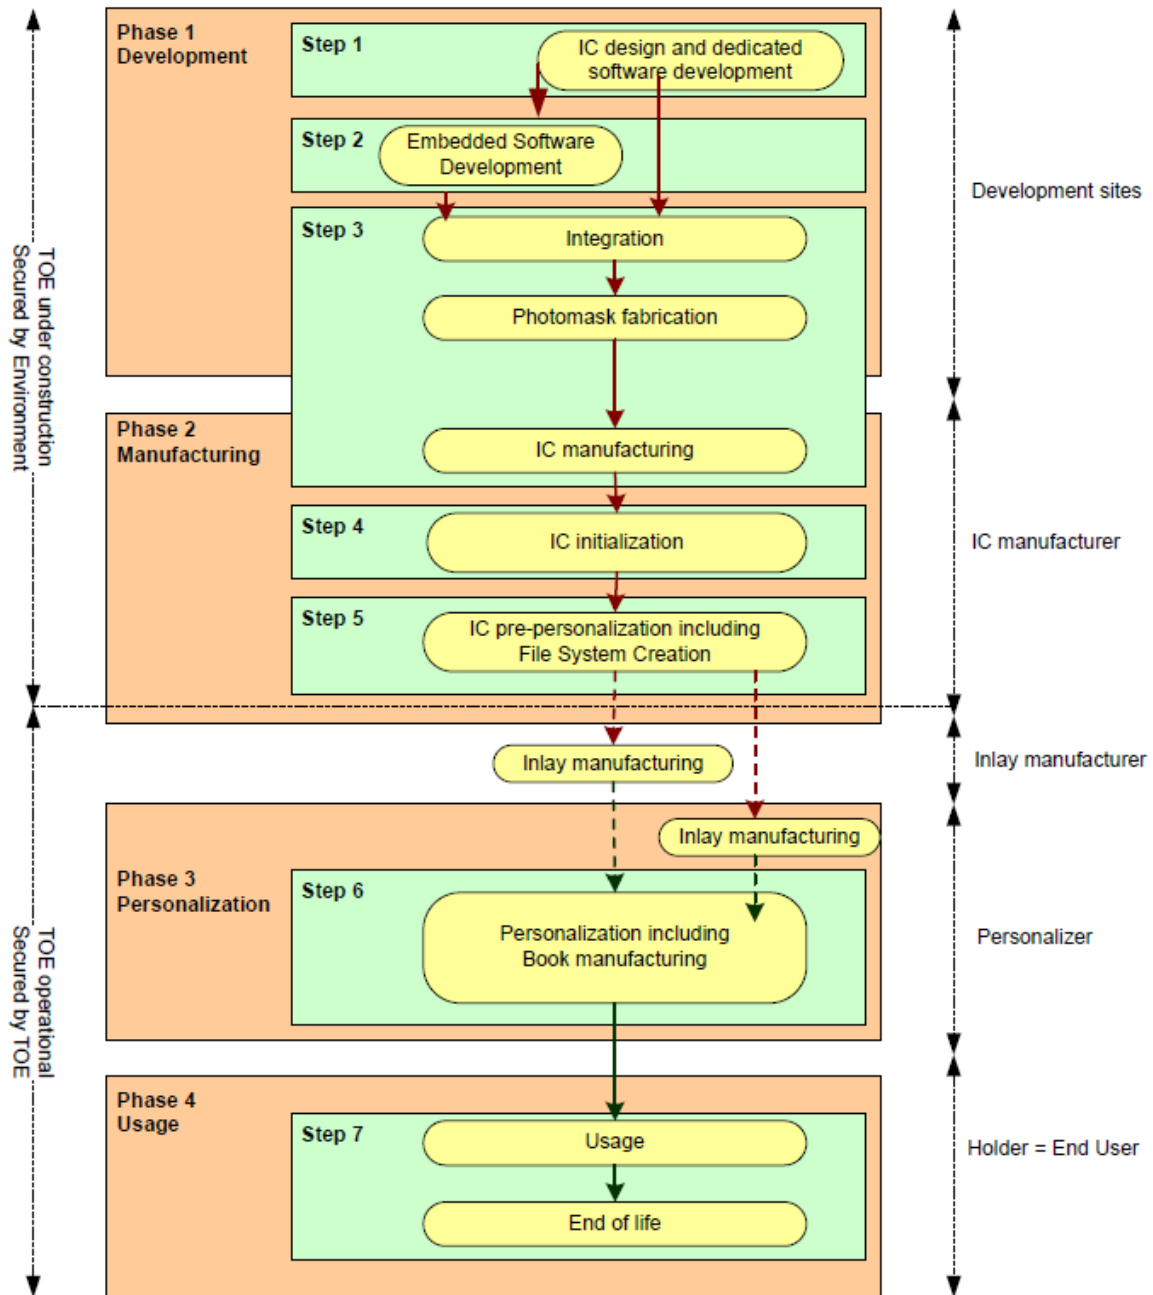 Phase 1
Development
Step 1
IC design and dedicated
software development
Step 2
Embedded Software
Development
Step 3
Integration
Photomask fabrication
Development sites
TOE under construction
Secured by Environment
Phase 2
Manufacturing
IC manufacturing
Step 4
IC initialization
IC manufacturer
Step 5
IC pre-personalization including
File System Creation
Inlay manufacturing
Inlay manufacturer
Inlay manufacturing
Phase 3
Personalization
Step 6
Personalization including
Book manufacturing
Personalizer
TOE operational
Secured by TOE
Phase 4
Usage
Step 7
Usage
Holder = End User
End of life